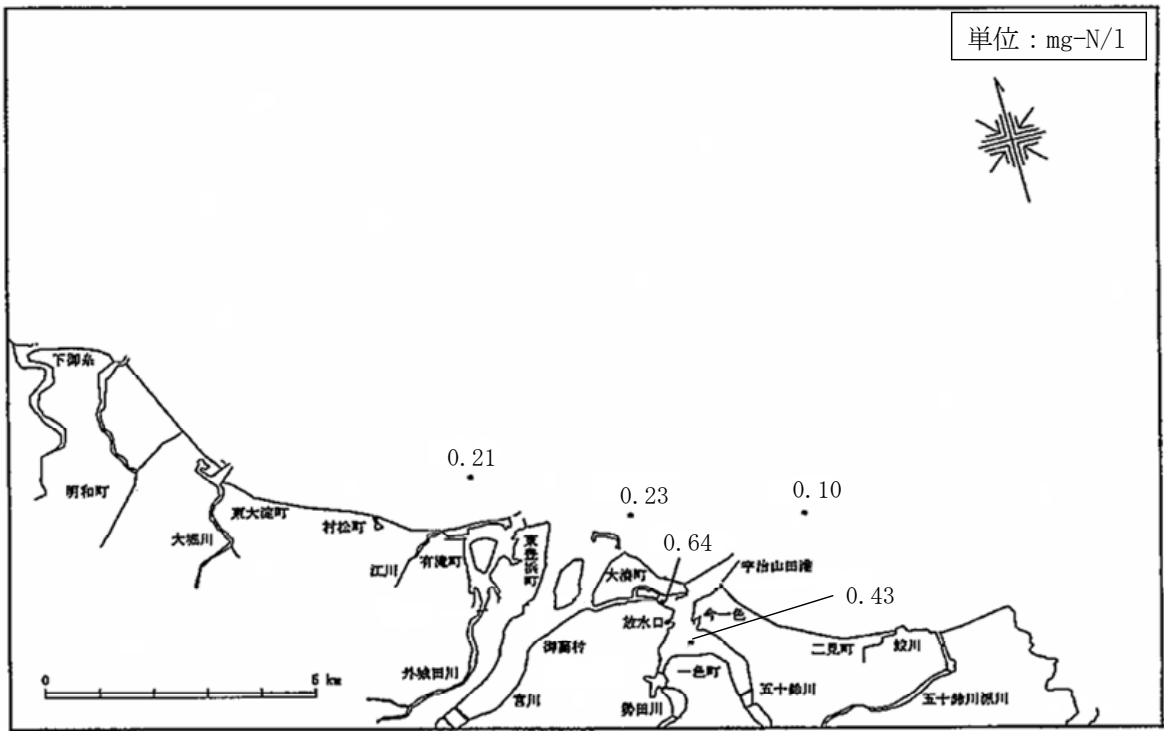 単位：mg-N/l
下御糸
0.21
0.23
0.10
明和町
東大淀町
村松町
大堀川
江川
有滝町
東豊浜町
大湊町
0.64
宇治山田港
0.43
放水口
今一色
御薗村
二見町
鮫川
外城田川
宮川
一色町
勢田川
五十鈴川
五十鈴川派川
0
5 km